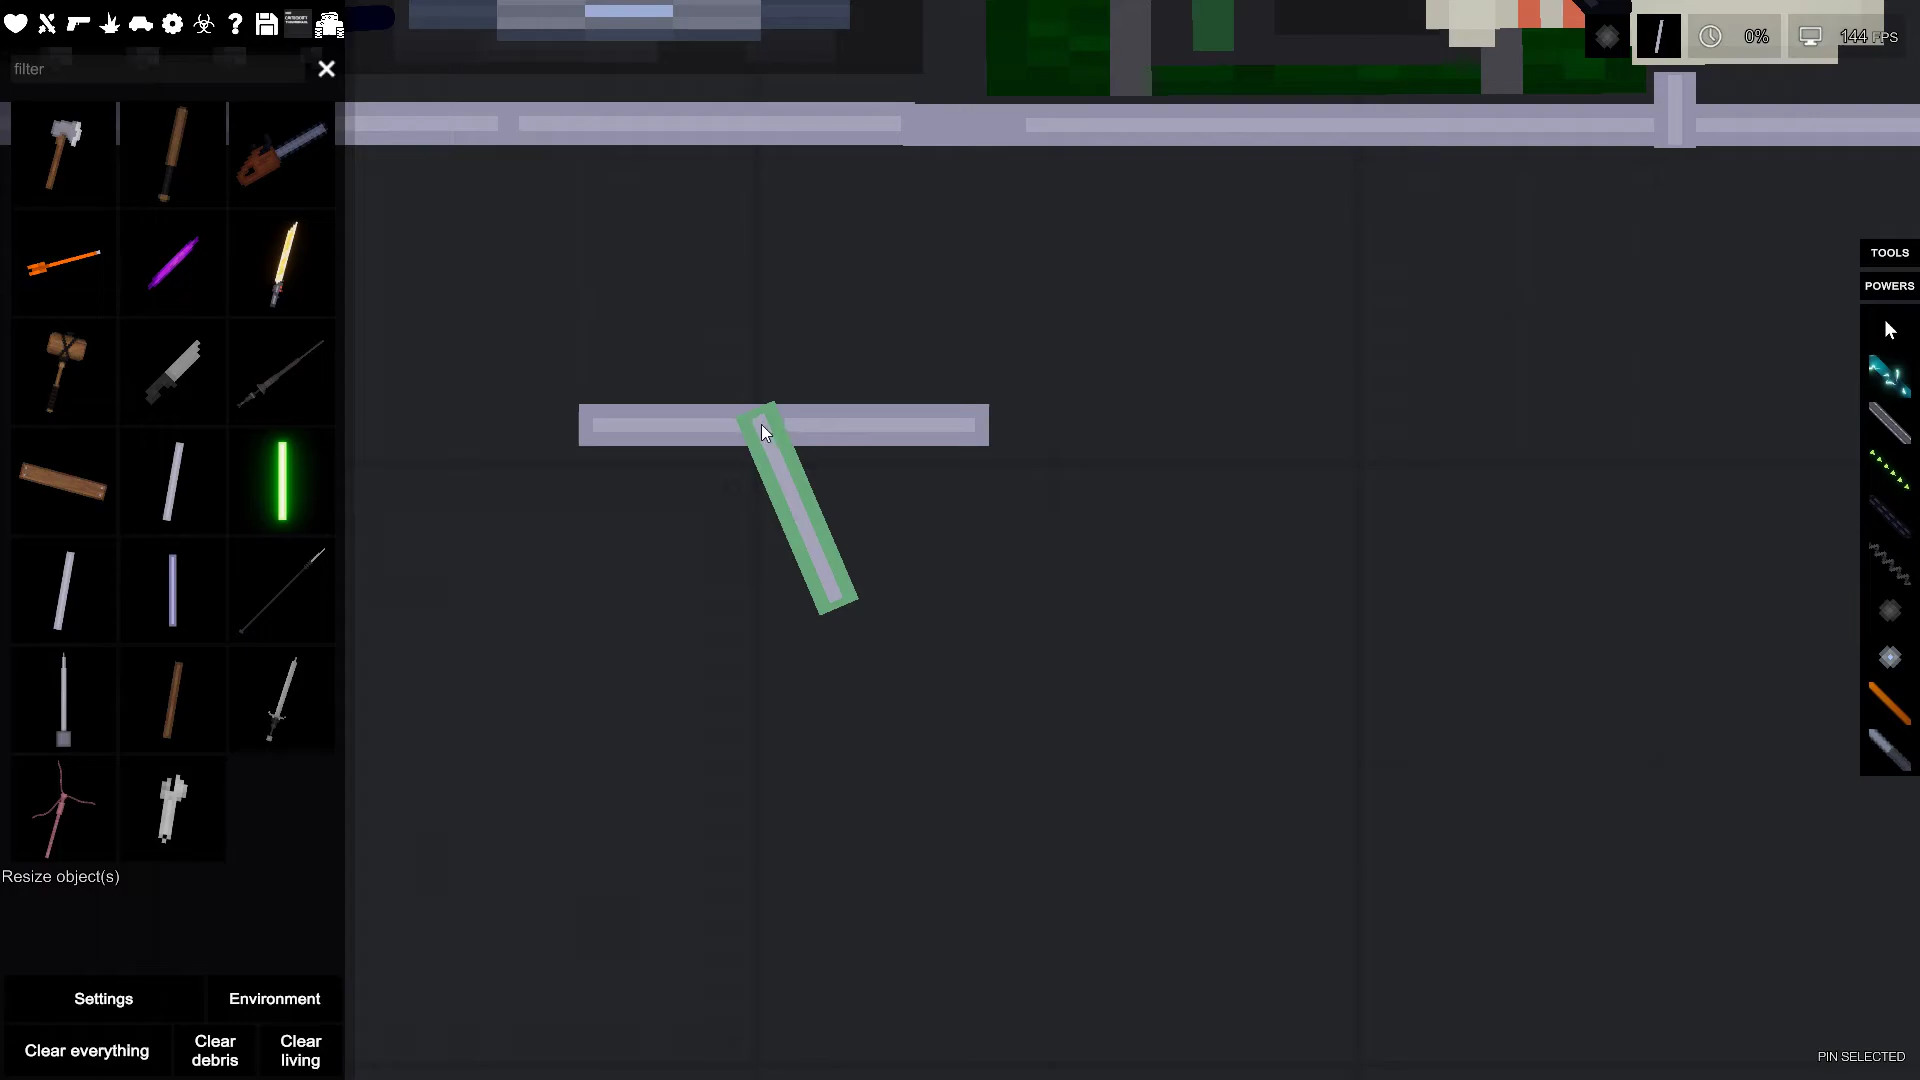 0%
144 FPS
filter
TOOLS
POWERS
Resize object(s)
Settings
Environment
Clear everything
Clear debris
Clear living
PIN SELECTED